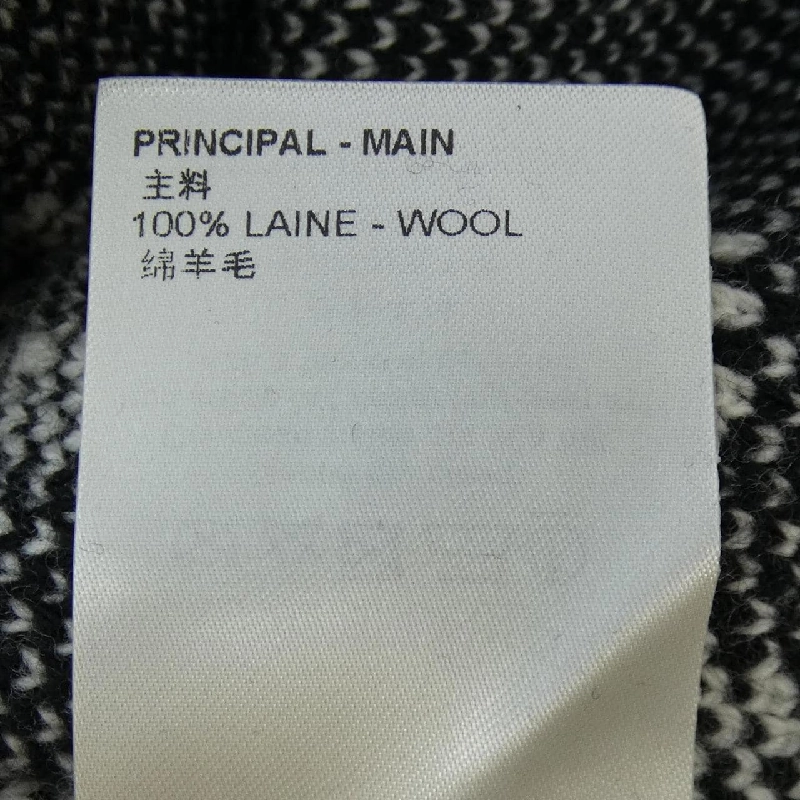 PRINCIPAL - MAIN
主料
100% LAINE - WOOL
绵羊毛